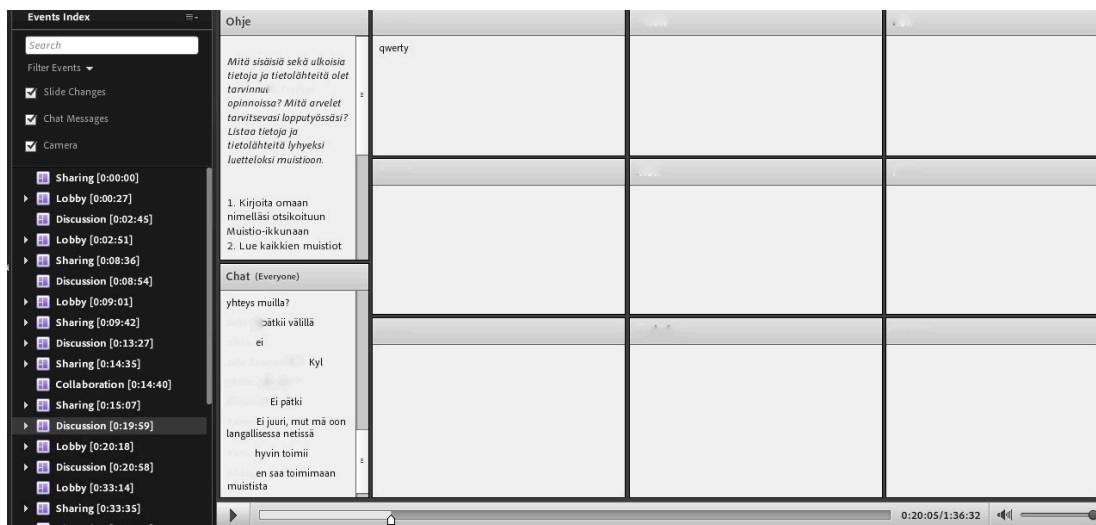 Events Index
Search
Filter Events
Slide Changes
Chat Messages
Camera
Sharing [0:00:00]
Lobby [0:00:27]
Discussion [0:02:45]
Lobby [0:02:51]
Sharing [0:08:36]
Discussion [0:08:54]
Lobby [0:09:01]
Sharing [0:09:42]
Discussion [0:13:27]
Sharing [0:14:35]
Collaboration [0:14:40]
Sharing [0:15:07]
Discussion [0:19:59]
Lobby [0:20:18]
Discussion [0:20:58]
Lobby [0:33:14]
Sharing [0:33:35]
Ohje
Mitä sisäisiä sekä ulkoisia
tietoja ja tietolähteitä olet
tarvinnut
opinnoissa? Mitä arvelet
tarvitsevasi lopputyössäsi?
Listaa tietoja ja
tietolähteitä lyhyeksi
luetteloksi muistioon.
1. Kirjoita omaan
nimelläsi otsikoituun
Muistio-ikkunaan
2. Lue kaikkien muistiot
Chat (Everyone)
yhteys muilla?
pätkii välillä
ei
Kyl
Ei pätki
Ei juuri, mut mä oon
langallisessa netissä
hyvin toimii
en saa toimimaan
muistista
qwerty
0:20:05/1:36:32